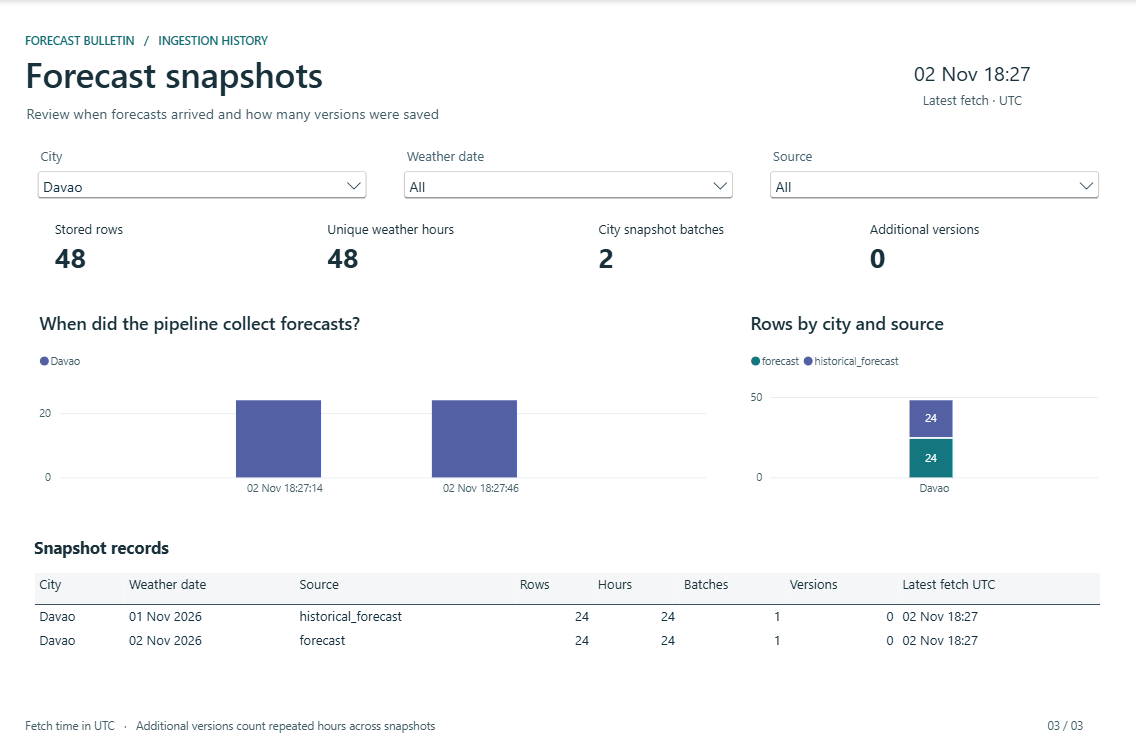 FORECAST BULLETIN / INGESTION HISTORY
Forecast snapshots
Review when forecasts arrived and how many versions were saved
02 Nov 18:27
Latest fetch · UTC
City
Davao
Weather date
All
Source
All
Stored rows
48
Unique weather hours
48
City snapshot batches
2
Additional versions
0
When did the pipeline collect forecasts?
Davao
20
0
02 Nov 18:27:14
02 Nov 18:27:46
Rows by city and source
forecast historical_forecast
50
24
24
0
Davao
Snapshot records
City Weather date Source Rows Hours Batches Versions Latest fetch UTC
Davao 01 Nov 2026 historical_forecast 24 24 1 0 02 Nov 18:27
Davao 02 Nov 2026 forecast 24 24 1 0 02 Nov 18:27
Fetch time in UTC · Additional versions count repeated hours across snapshots
03 / 03